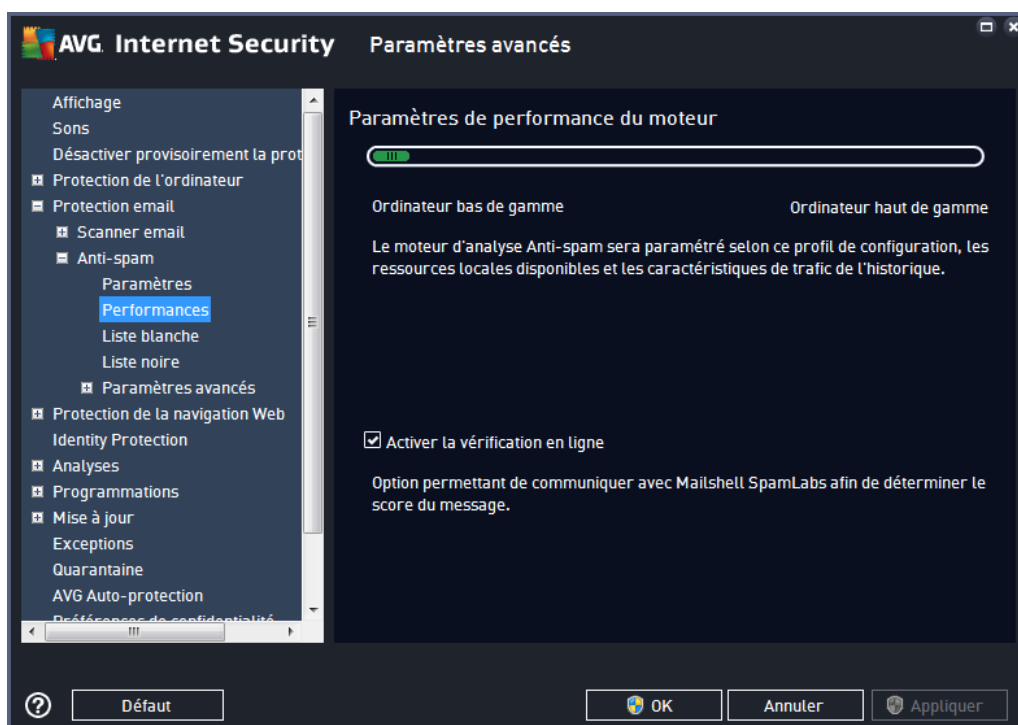 AVG. Internet Security Paramètres avancés
Affichage
Sons
Désactiver provisoirement la prot
Protection de l'ordinateur
Protection email
Scanner email
Anti-spam
Paramètres
Performances
Liste blanche
Liste noire
Paramètres avancés
Protection de la navigation Web
Identity Protection
Analyses
Programmations
Mise à jour
Exceptions
Quarantaine
AVG Auto-protection
Préférences de confidentialité
Paramètres de performance du moteur
Ordinateur bas de gamme Ordinateur haut de gamme
Le moteur d'analyse Anti-spam sera paramétré selon ce profil de configuration, les
ressources locales disponibles et les caractéristiques de trafic de l'historique.
Activer la vérification en ligne
Option permettant de communiquer avec Mailshell SpamLabs afin de déterminer le
score du message.
Défaut OK Annuler Appliquer